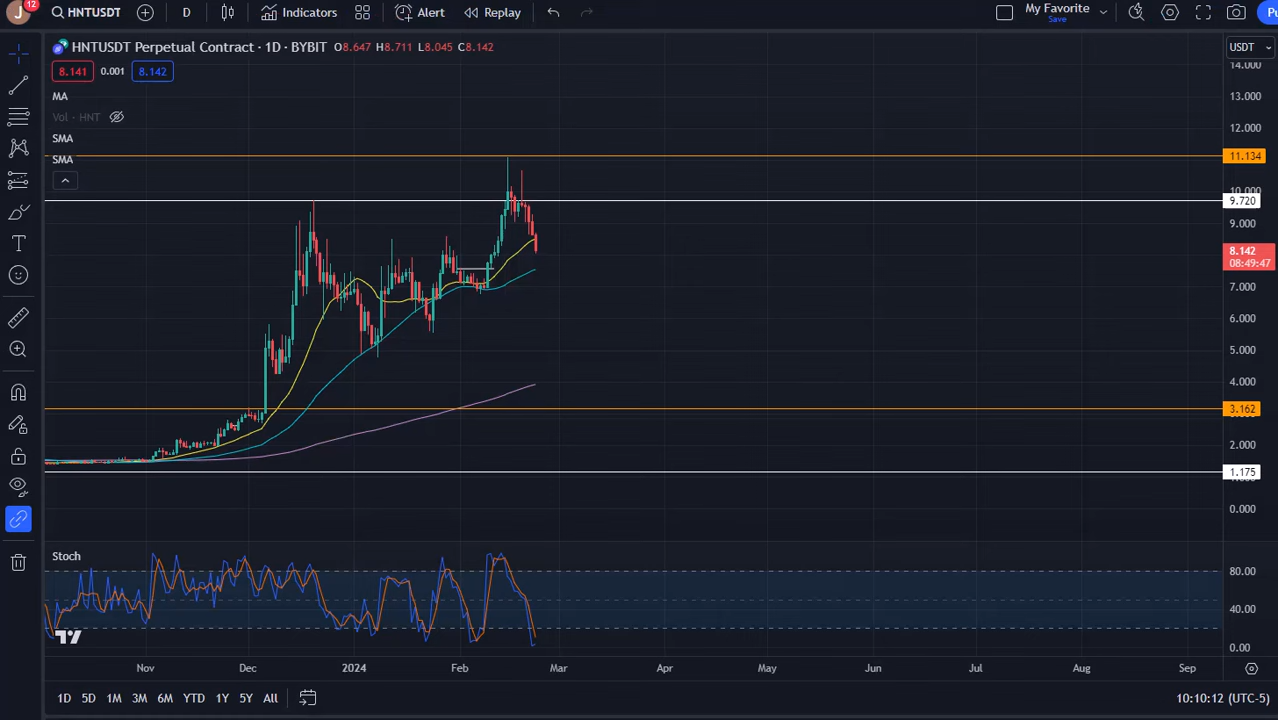 J 12 HNTUSDT D Indicators Alert Replay My Favorite Save Pu
HNTUSDT Perpetual Contract · 1D · BYBIT O8.647 H8.711 L8.045 C8.142 USDT
8.141 0.001 8.142
MA
Vol · HNT
SMA
SMA
14.000
13.000
12.000
11.134
10.000
9.720
9.000
8.142
08:49:47
7.000
6.000
5.000
4.000
3.162
2.000
1.175
0.000
Stoch
80.00
40.00
0.00
Nov Dec 2024 Feb Mar Apr May Jun Jul Aug Sep
1D 5D 1M 3M 6M YTD 1Y 5Y All 10:10:12 (UTC-5)